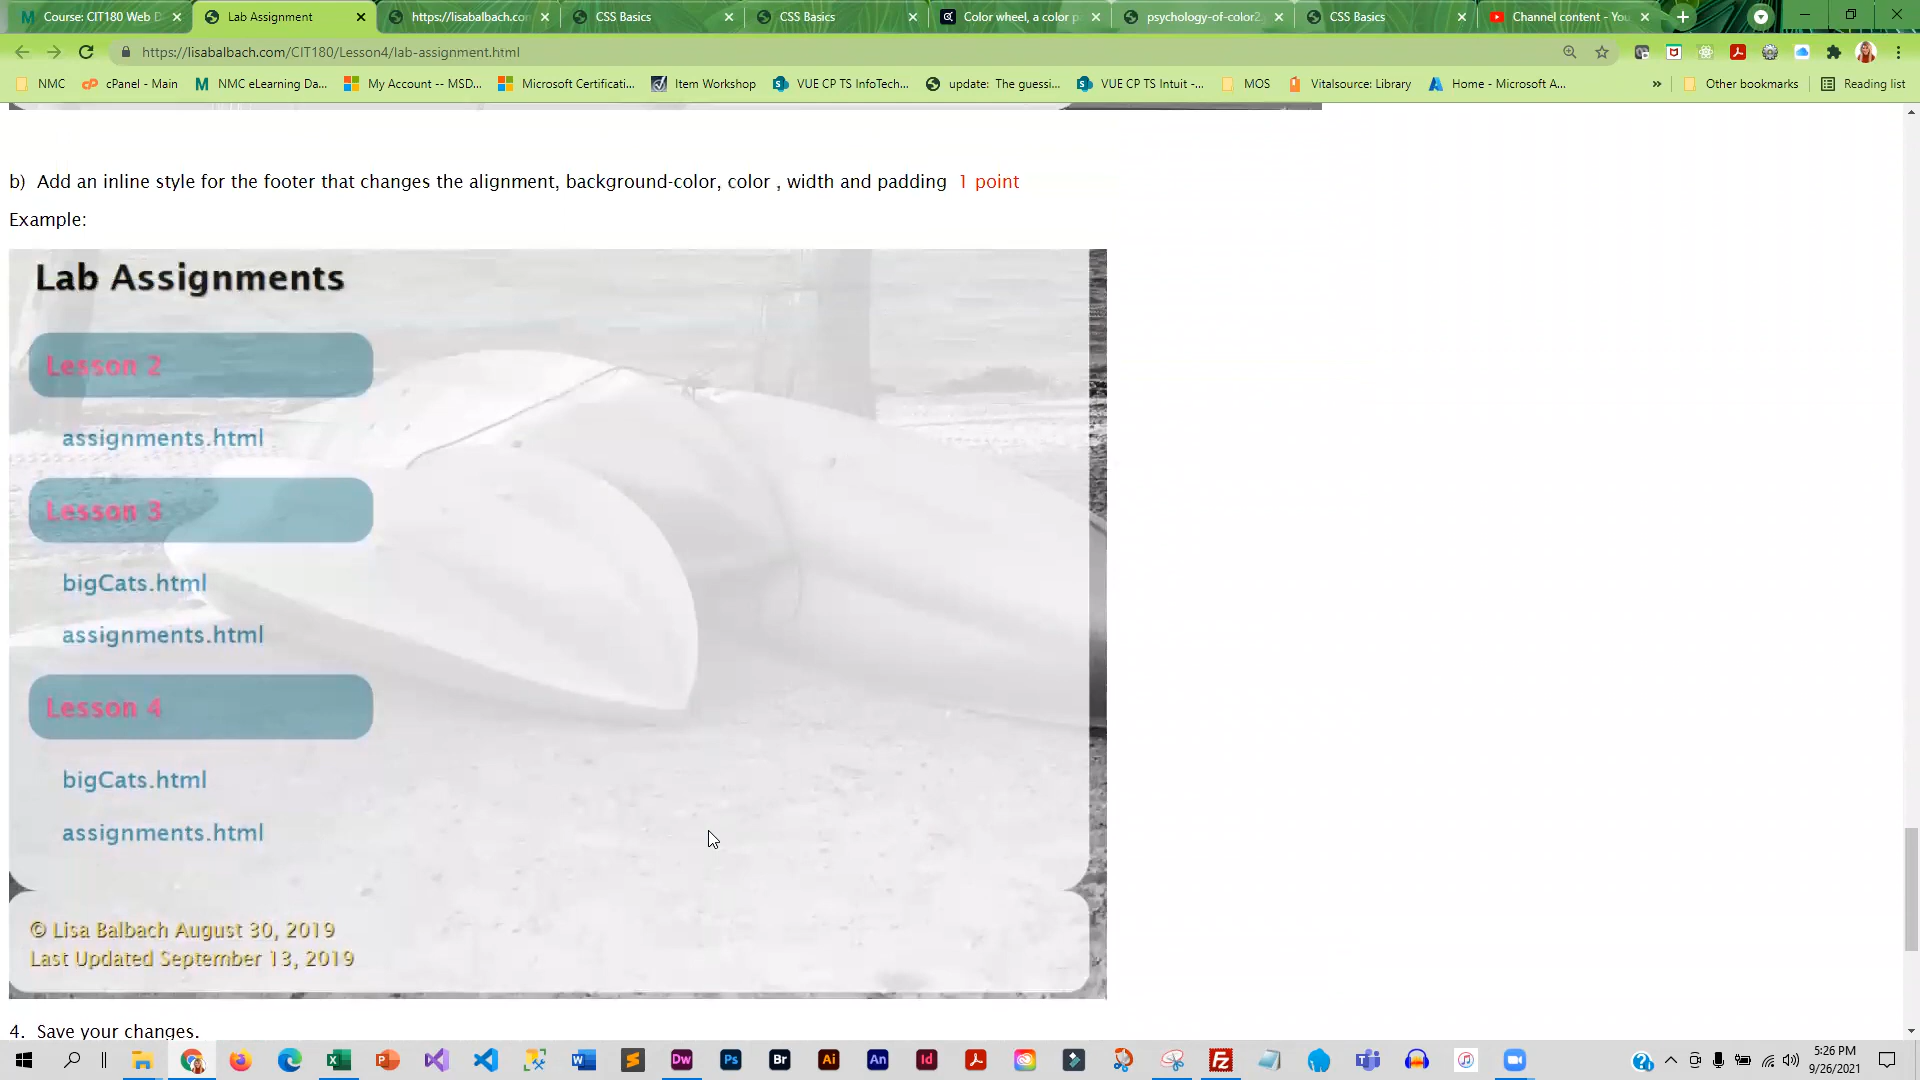 Course: CIT180 Web D
Lab Assignment
https://lisabalbach.con
CSS Basics
CSS Basics
Color wheel, a color p
psychology-of-color2
CSS Basics
Channel content - You
https://lisabalbach.com/CIT180/Lesson4/lab-assignment.html
NMC
cPanel - Main
NMC eLearning Da...
My Account -- MSD...
Microsoft Certificati...
Item Workshop
VUE CP TS InfoTech...
update: The guessi...
VUE CP TS Intuit -...
MOS
Vitalsource: Library
Home - Microsoft A...
»
Other bookmarks
Reading list
b) Add an inline style for the footer that changes the alignment, background-color, color , width and padding 1 point
Example:
Lab Assignments
Lesson 2
assignments.html
Lesson 3
bigCats.html
assignments.html
Lesson 4
bigCats.html
assignments.html
© Lisa Balbach August 30, 2019
Last Updated September 13, 2019
4. Save your changes.
5:26 PM
9/26/2021